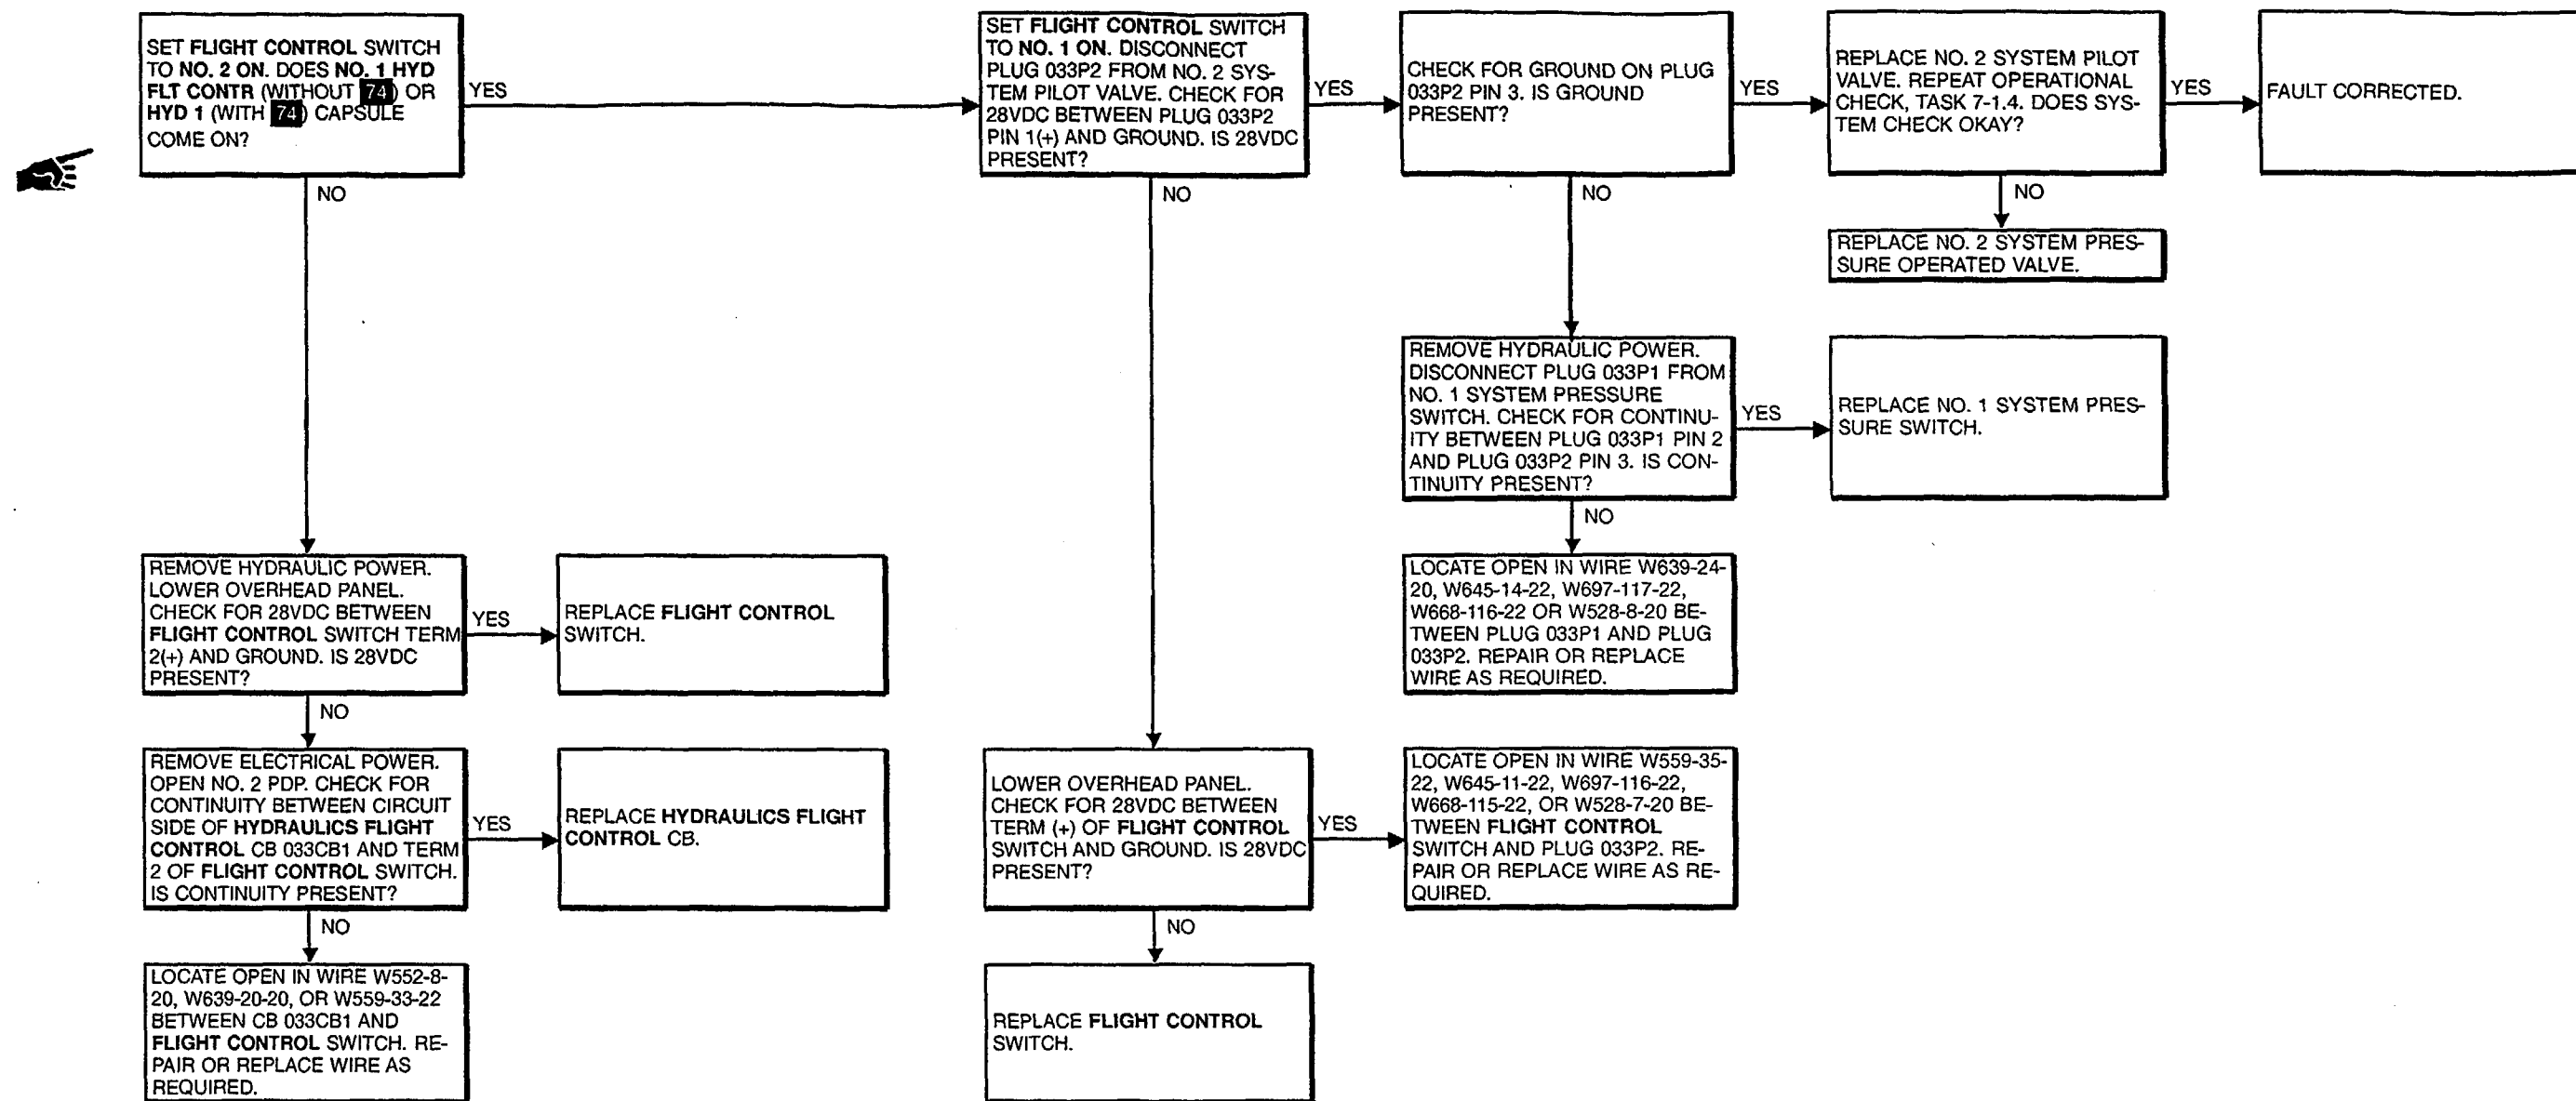 SET FLIGHT CONTROL SWITCH
TO NO. 2 ON. DOES NO. 1 HYD
FLT CONTR (WITHOUT 74) OR
HYD 1 (WITH 74) CAPSULE
COME ON?
YES
NO
SET FLIGHT CONTROL SWITCH
TO NO. 1 ON. DISCONNECT
PLUG 033P2 FROM NO. 2 SYS-
TEM PILOT VALVE. CHECK FOR
28VDC BETWEEN PLUG 033P2
PIN 1(+) AND GROUND. IS 28VDC
PRESENT?
YES
NO
CHECK FOR GROUND ON PLUG
033P2 PIN 3. IS GROUND
PRESENT?
YES
NO
REPLACE NO. 2 SYSTEM PILOT
VALVE. REPEAT OPERATIONAL
CHECK, TASK 7-1.4. DOES SYS-
TEM CHECK OKAY?
YES
NO
FAULT CORRECTED.
REPLACE NO. 2 SYSTEM PRES-
SURE OPERATED VALVE.
REMOVE HYDRAULIC POWER.
DISCONNECT PLUG 033P1 FROM
NO. 1 SYSTEM PRESSURE
SWITCH. CHECK FOR CONTINU-
ITY BETWEEN PLUG 033P1 PIN 2
AND PLUG 033P2 PIN 3. IS CON-
TINUITY PRESENT?
YES
NO
REPLACE NO. 1 SYSTEM PRES-
SURE SWITCH.
REMOVE HYDRAULIC POWER.
LOWER OVERHEAD PANEL.
CHECK FOR 28VDC BETWEEN
FLIGHT CONTROL SWITCH TERM
2(+) AND GROUND. IS 28VDC
PRESENT?
YES
NO
REPLACE FLIGHT CONTROL
SWITCH.
LOCATE OPEN IN WIRE W639-24-
20, W645-14-22, W697-117-22,
W668-116-22 OR W528-8-20 BE-
TWEEN PLUG 033P1 AND PLUG
033P2. REPAIR OR REPLACE
WIRE AS REQUIRED.
REMOVE ELECTRICAL POWER.
OPEN NO. 2 PDP. CHECK FOR
CONTINUITY BETWEEN CIRCUIT
SIDE OF HYDRAULICS FLIGHT
CONTROL CB 033CB1 AND TERM
2 OF FLIGHT CONTROL SWITCH.
IS CONTINUITY PRESENT?
YES
NO
REPLACE HYDRAULICS FLIGHT
CONTROL CB.
LOWER OVERHEAD PANEL.
CHECK FOR 28VDC BETWEEN
TERM (+) OF FLIGHT CONTROL
SWITCH AND GROUND. IS 28VDC
PRESENT?
YES
NO
LOCATE OPEN IN WIRE W559-35-
22, W645-11-22, W697-116-22,
W668-115-22, OR W528-7-20 BE-
TWEEN FLIGHT CONTROL
SWITCH AND PLUG 033P2. RE-
PAIR OR REPLACE WIRE AS RE-
QUIRED.
LOCATE OPEN IN WIRE W552-8-
20, W639-20-20, OR W559-33-22
BETWEEN CB 033CB1 AND
FLIGHT CONTROL SWITCH. RE-
PAIR OR REPLACE WIRE AS
REQUIRED.
REPLACE FLIGHT CONTROL
SWITCH.